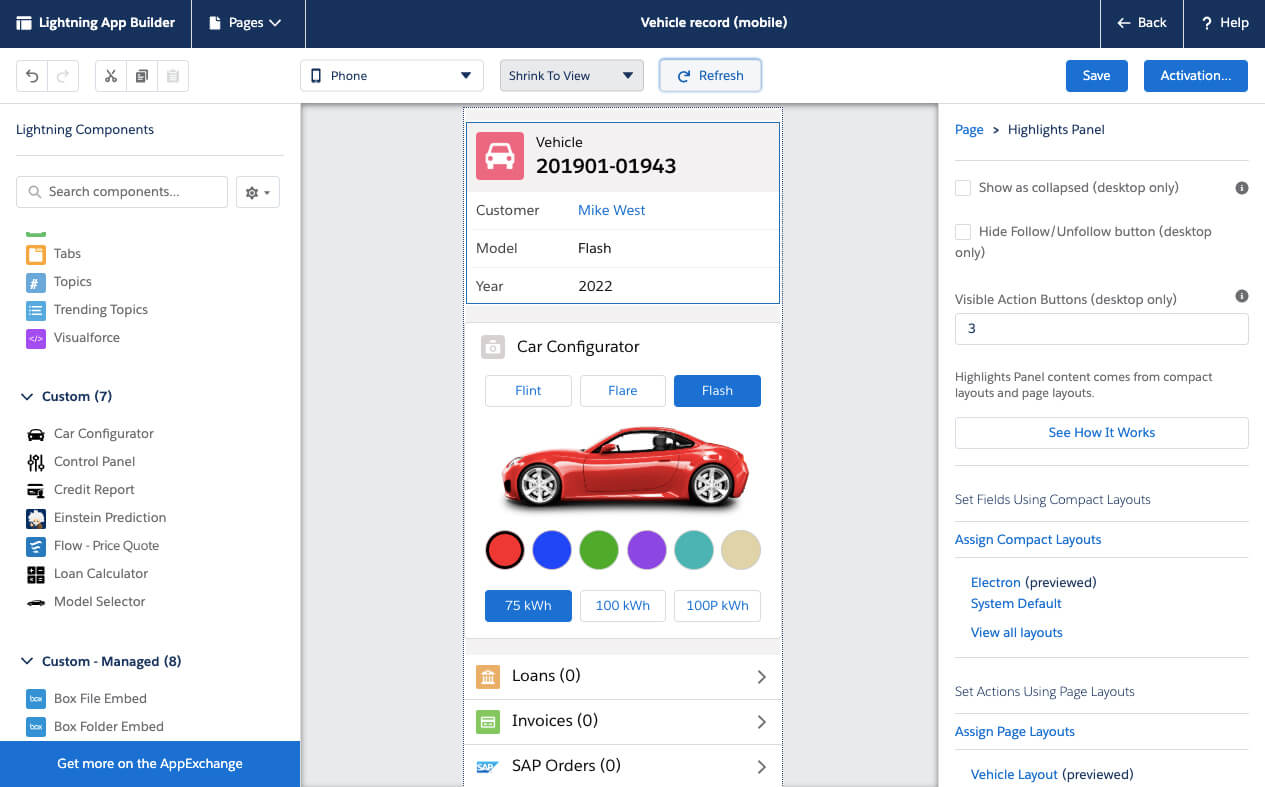 Lightning App Builder
Pages
Vehicle record (mobile)
Back
? Help
Phone
Shrink To View
Refresh
Save
Activation...
Lightning Components
Search components...
Tabs
# Topics
Trending Topics
</> Visualforce
Custom (7)
Car Configurator
Control Panel
Credit Report
Einstein Prediction
Flow - Price Quote
Loan Calculator
Model Selector
Custom - Managed (8)
box Box File Embed
box Box Folder Embed
Get more on the AppExchange
Vehicle
201901-01943
Customer Mike West
Model Flash
Year 2022
Car Configurator
Flint Flare Flash
75 kWh 100 kWh 100P kWh
Loans (0)
Invoices (0)
SAP SAP Orders (0)
Page > Highlights Panel
Show as collapsed (desktop only)
Hide Follow/Unfollow button (desktop
only)
Visible Action Buttons (desktop only)
3
Highlights Panel content comes from compact
layouts and page layouts.
See How It Works
Set Fields Using Compact Layouts
Assign Compact Layouts
Electron (previewed)
System Default
View all layouts
Set Actions Using Page Layouts
Assign Page Layouts
Vehicle Layout (previewed)